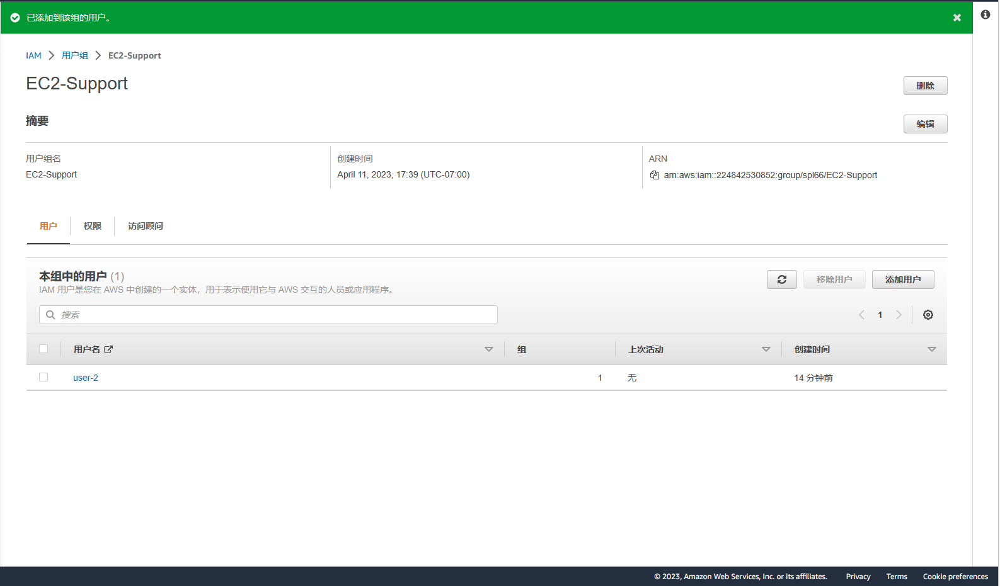 已添加到该组的用户。
IAM 用户组 EC2-Support
EC2-Support
删除
摘要
编辑
用户组名 创建时间 ARN
EC2-Support April 11, 2023, 17:39 (UTC-07:00) arn:aws:iam::224842530852:group/spl66/EC2-Support
用户 权限 访问顾问
本组中的用户 (1)
IAM 用户是您在 AWS 中创建的一个实体，用于表示使用它与 AWS 交互的人员或应用程序。
移除用户 添加用户
搜索
1
用户名 组 上次活动 创建时间
user-2 1 无 14 分钟前
© 2023, Amazon Web Services, Inc. or its affiliates. Privacy Terms Cookie preferences